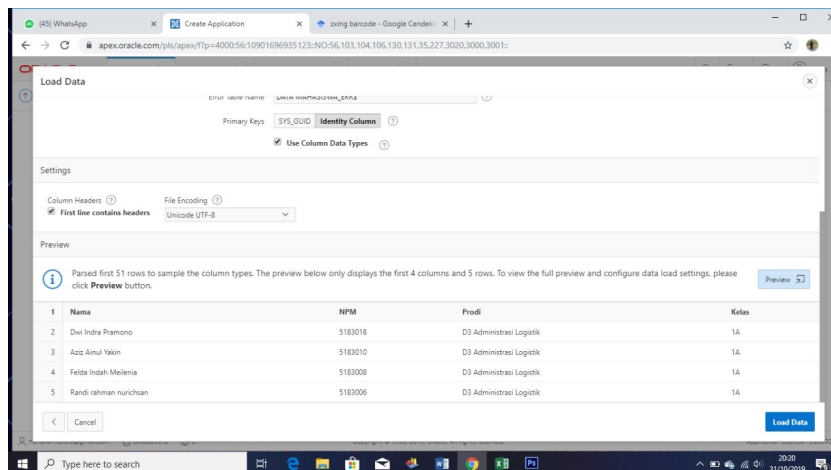 (45) WhatsApp
Create Application
zxing barcode - Google Cendeki
apex.oracle.com/pls/apex/f?p=4000:56:10901696935123::NO:56,103,104,106,130,131,35,227,3020,3000,3001::
Load Data
Error Table Name
Primary Keys SYS_GUID Identity Column
Use Column Data Types
Settings
Column Headers File Encoding
First line contains headers Unicode UTF-8
Preview
Parsed first 51 rows to sample the column types. The preview below only displays the first 4 columns and 5 rows. To view the full preview and configure data load settings, please
click Preview button.
Preview
1 Nama NPM Prodi Kelas
2 Dwi Indra Pramono 5183018 D3 Administrasi Logistik 1A
3 Aziz Ainul Yakin 5183010 D3 Administrasi Logistik 1A
4 Felda Indah Meilenia 5183008 D3 Administrasi Logistik 1A
5 Randi rahman nurichsan 5183006 D3 Administrasi Logistik 1A
Cancel Load Data
Type here to search
20:20
31/10/2019